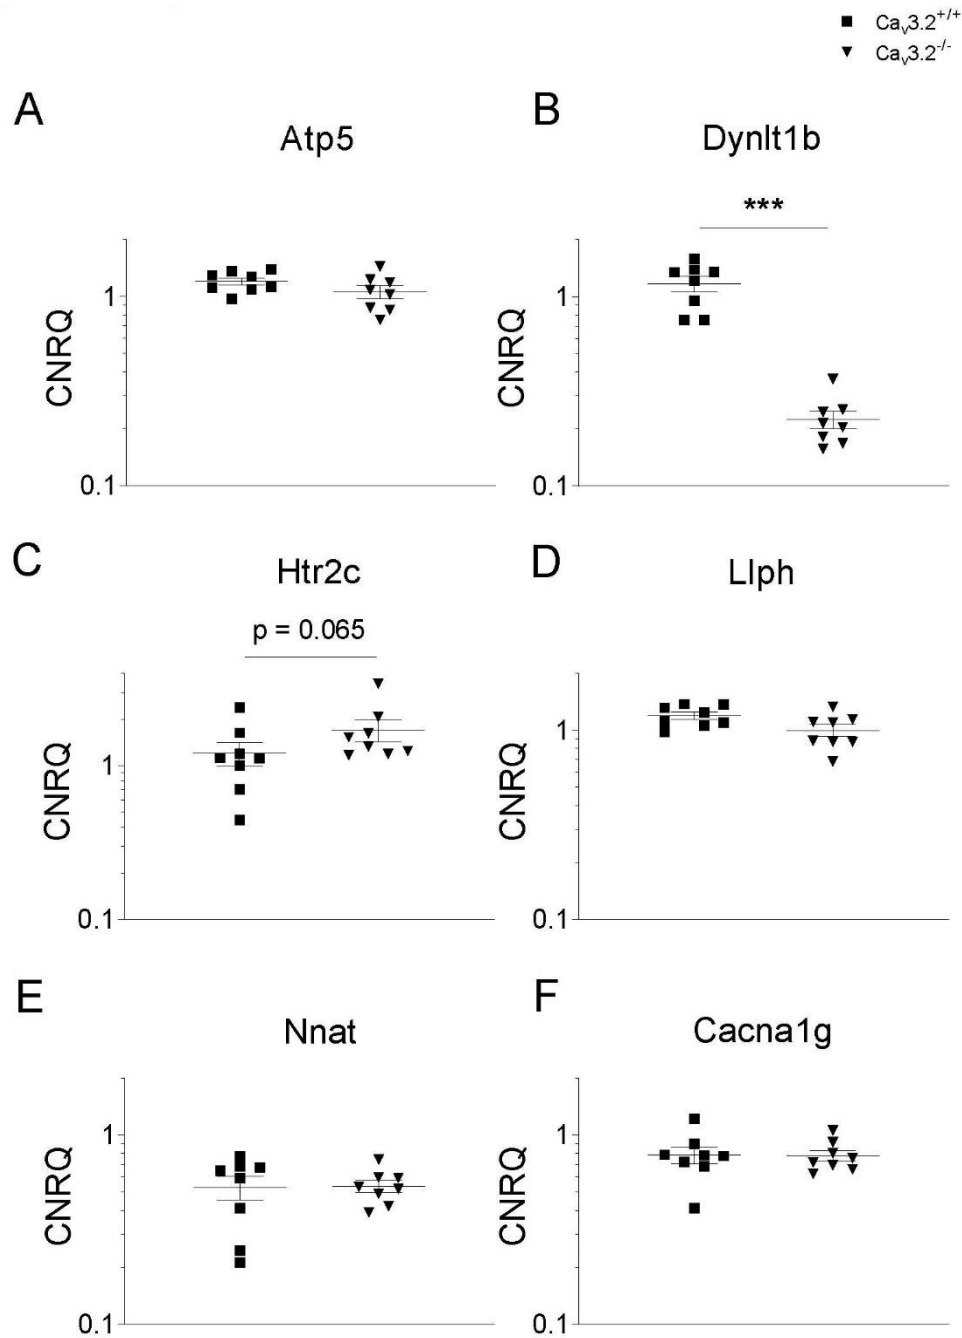 Caᵥ3.2⁺/⁺
Caᵥ3.2⁻/⁻
A
Atp5
CNRQ
1
0.1
B
Dynlt1b
***
CNRQ
1
0.1
C
Htr2c
p = 0.065
CNRQ
1
0.1
D
Llph
CNRQ
1
0.1
E
Nnat
CNRQ
1
0.1
F
Cacna1g
CNRQ
1
0.1